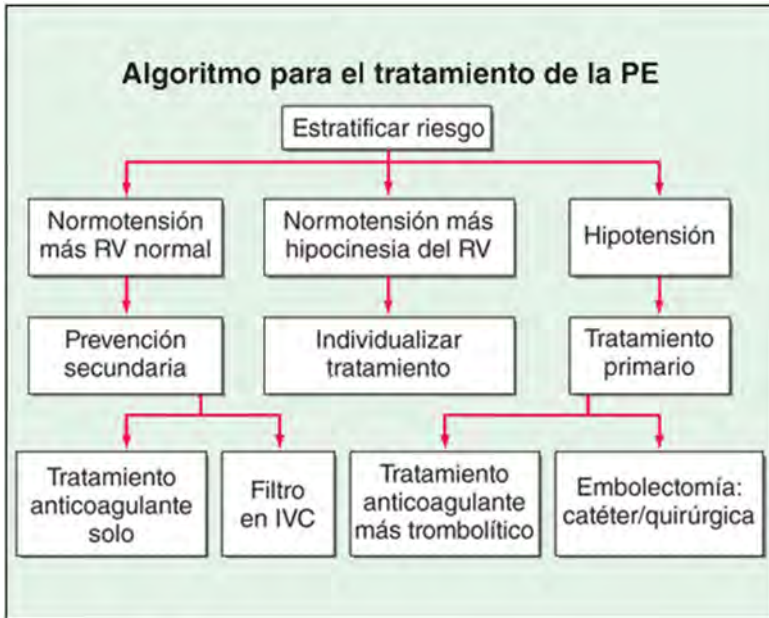 Algoritmo para el tratamiento de la PE
Estratificar riesgo
Normotensión
más RV normal
Normotensión más
hipocinesia del RV
Hipotensión
Prevención
secundaria
Individualizar
tratamiento
Tratamiento
primario
Tratamiento
anticoagulante
solo
Filtro
en IVC
Tratamiento
anticoagulante
más trombolítico
Embolectomía:
catéter/quirúrgica